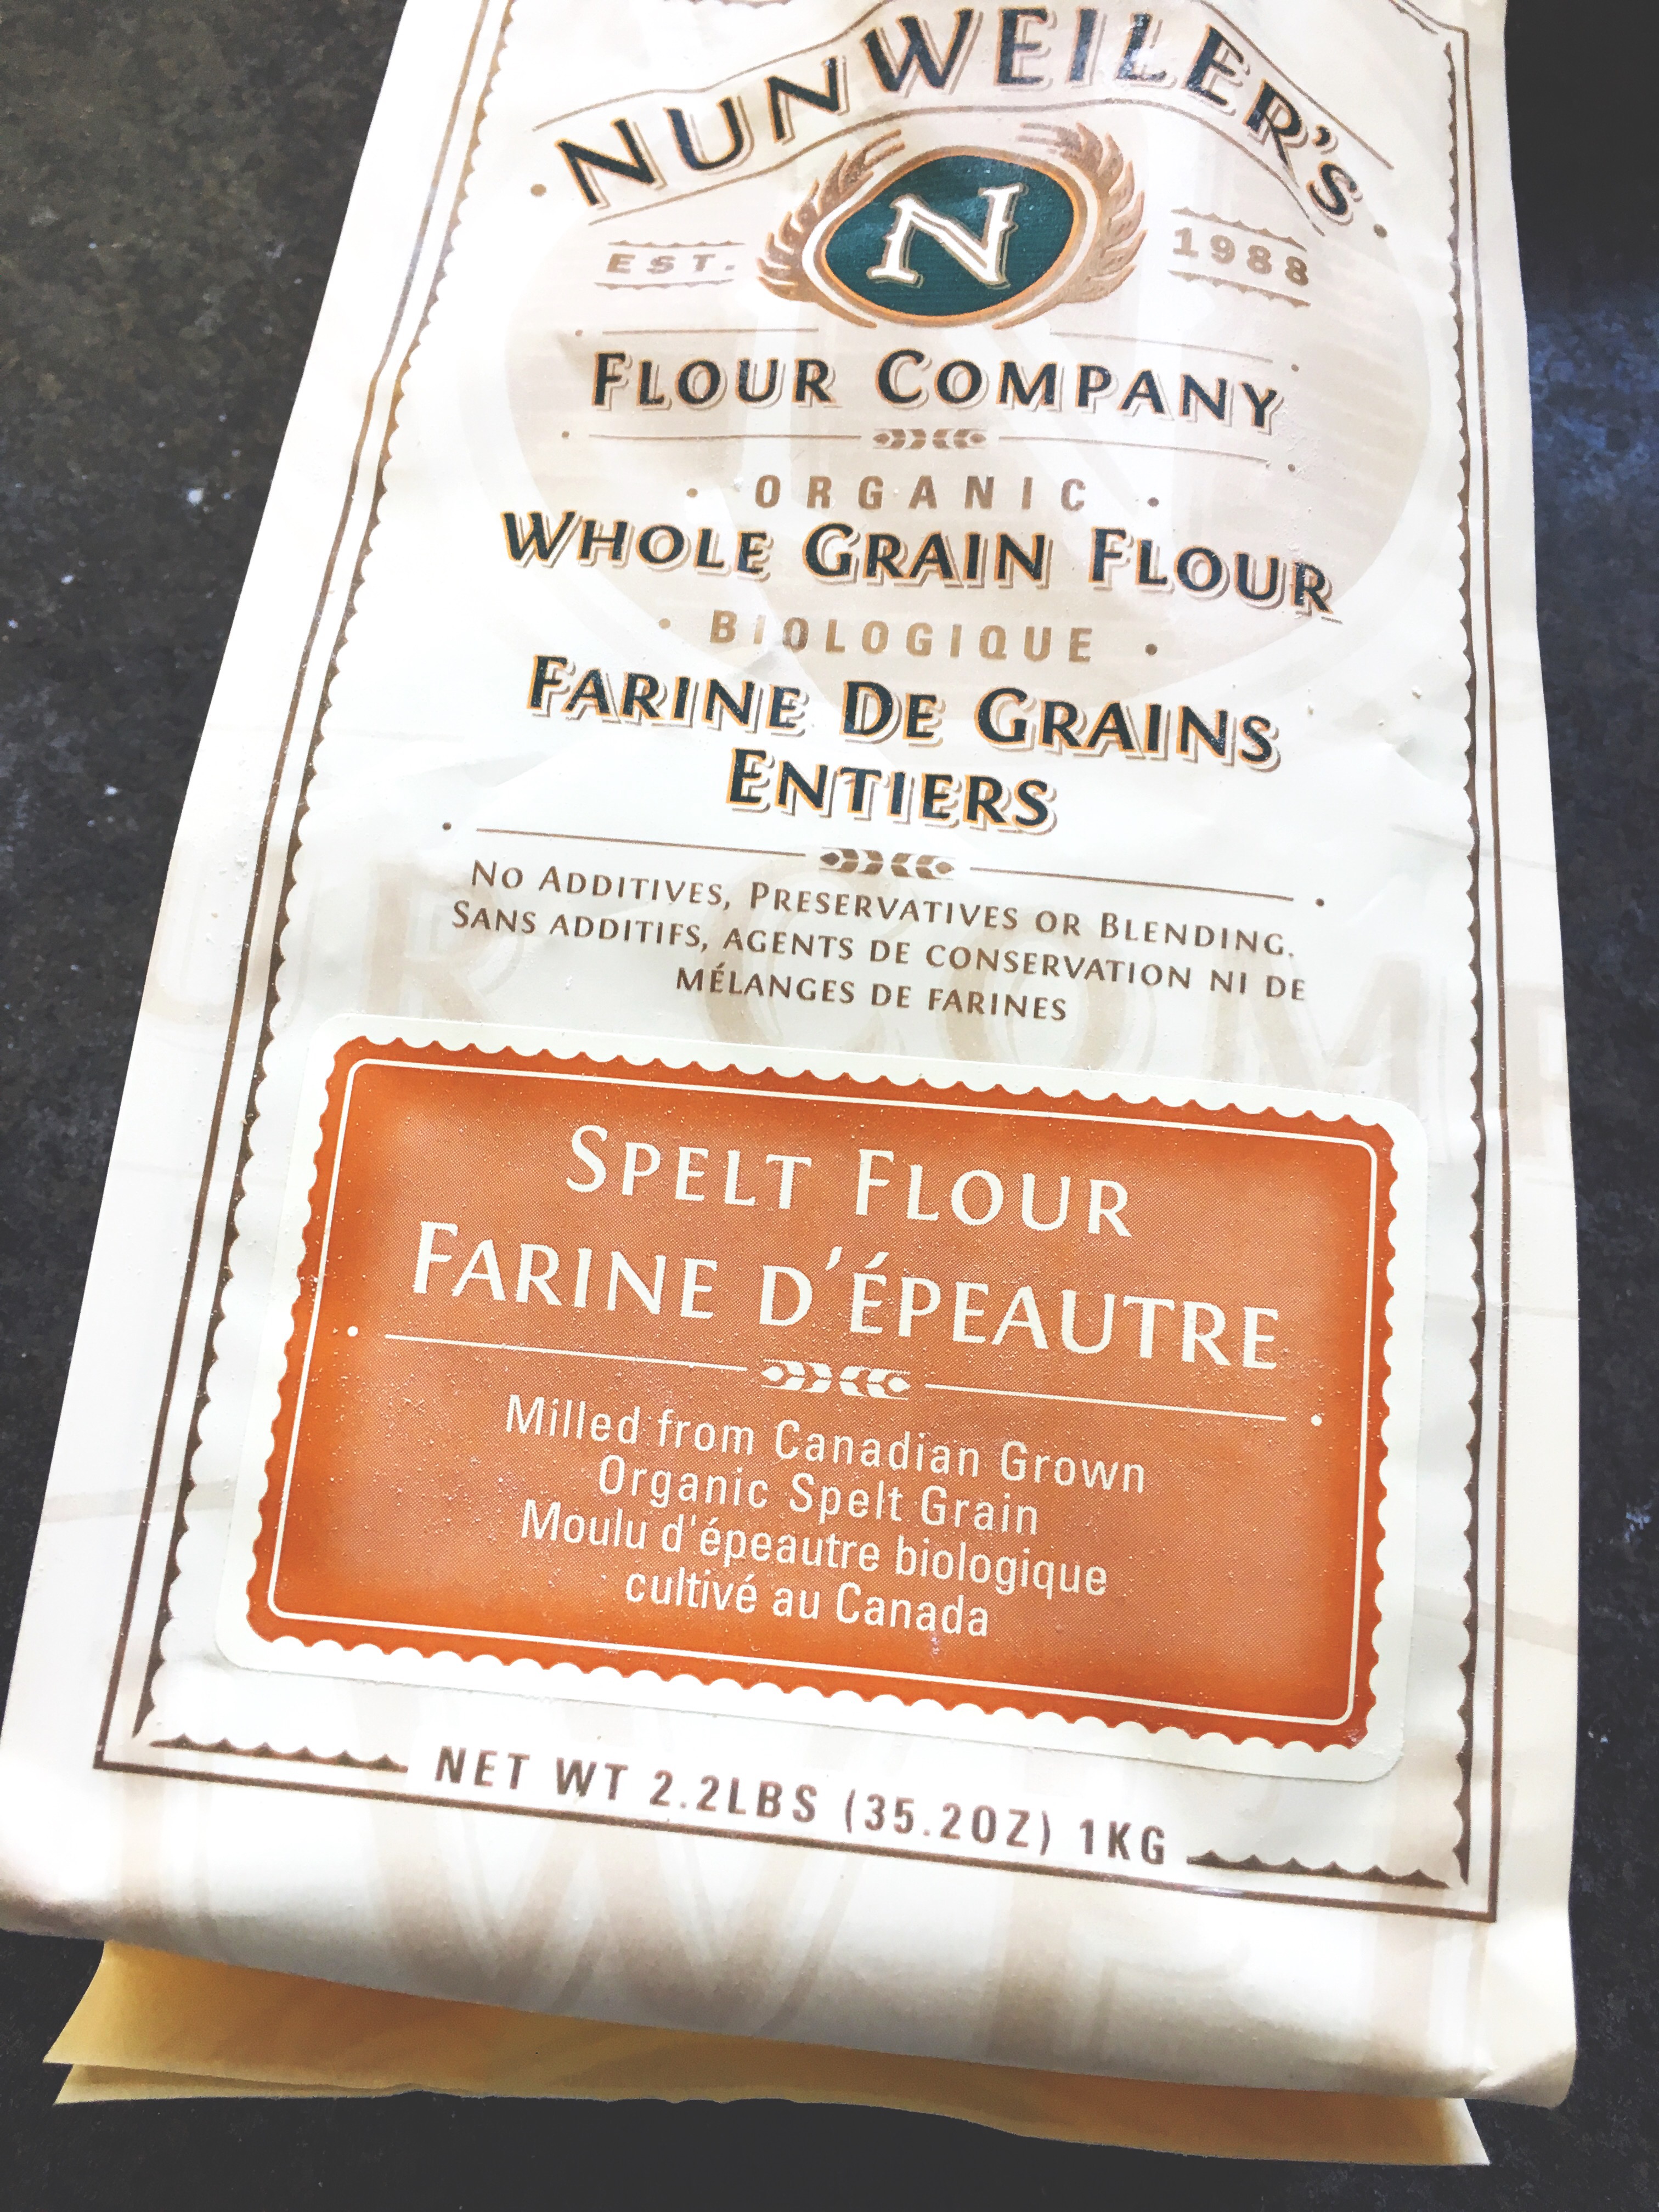 NUNWEILER'S
N
EST. 1988
FLOUR COMPANY
• ORGANIC •
WHOLE GRAIN FLOUR
• BIOLOGIQUE •
FARINE DE GRAINS
ENTIERS
NO ADDITIVES, PRESERVATIVES OR BLENDING.
SANS ADDITIFS, AGENTS DE CONSERVATION NI DE
MÉLANGES DE FARINES
SPELT FLOUR
FARINE D'ÉPEAUTRE
Milled from Canadian Grown
Organic Spelt Grain
Moulu d'épeautre biologique
cultivé au Canada
NET WT 2.2LBS (35.2OZ) 1KG